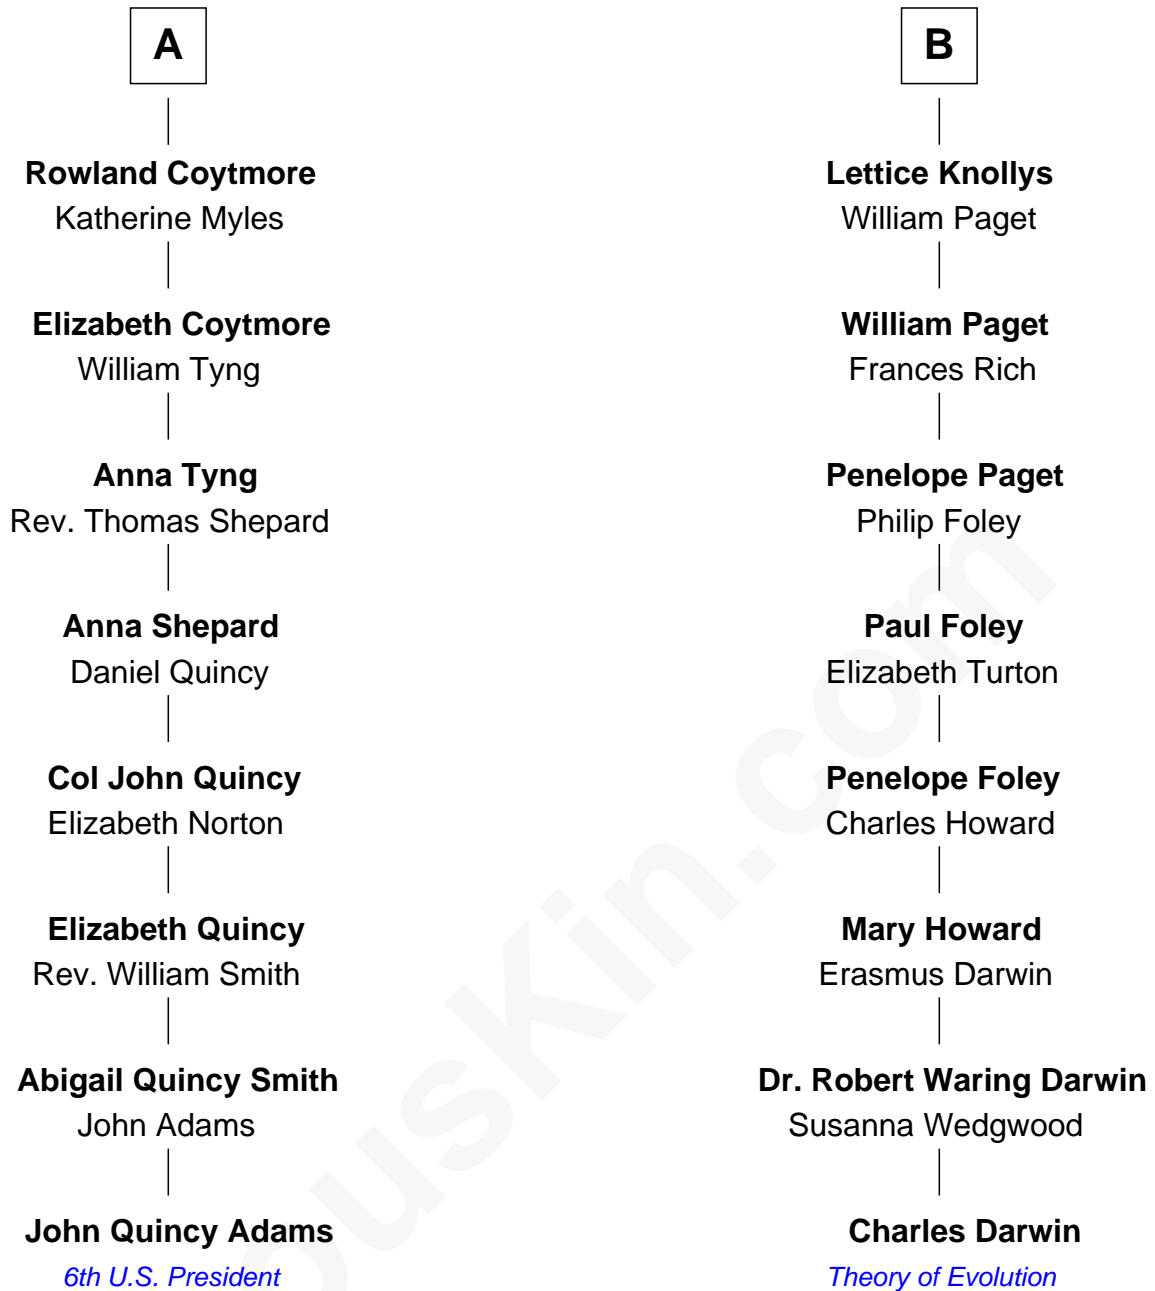 A
Rowland Coytmore
Katherine Myles
Elizabeth Coytmore
William Tyng
Anna Tyng
Rev. Thomas Shepard
Anna Shepard
Daniel Quincy
Col John Quincy
Elizabeth Norton
Elizabeth Quincy
Rev. William Smith
Abigail Quincy Smith
John Adams
John Quincy Adams
6th U.S. President
B
Lettice Knollys
William Paget
William Paget
Frances Rich
Penelope Paget
Philip Foley
Paul Foley
Elizabeth Turton
Penelope Foley
Charles Howard
Mary Howard
Erasmus Darwin
Dr. Robert Waring Darwin
Susanna Wedgwood
Charles Darwin
Theory of Evolution